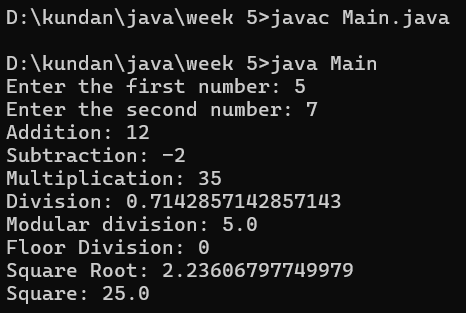 D:\kundan\java\week 5>javac Main.java
D:\kundan\java\week 5>java Main
Enter the first number: 5
Enter the second number: 7
Addition: 12
Subtraction: -2
Multiplication: 35
Division: 0.7142857142857143
Modular division: 5.0
Floor Division: 0
Square Root: 2.23606797749979
Square: 25.0